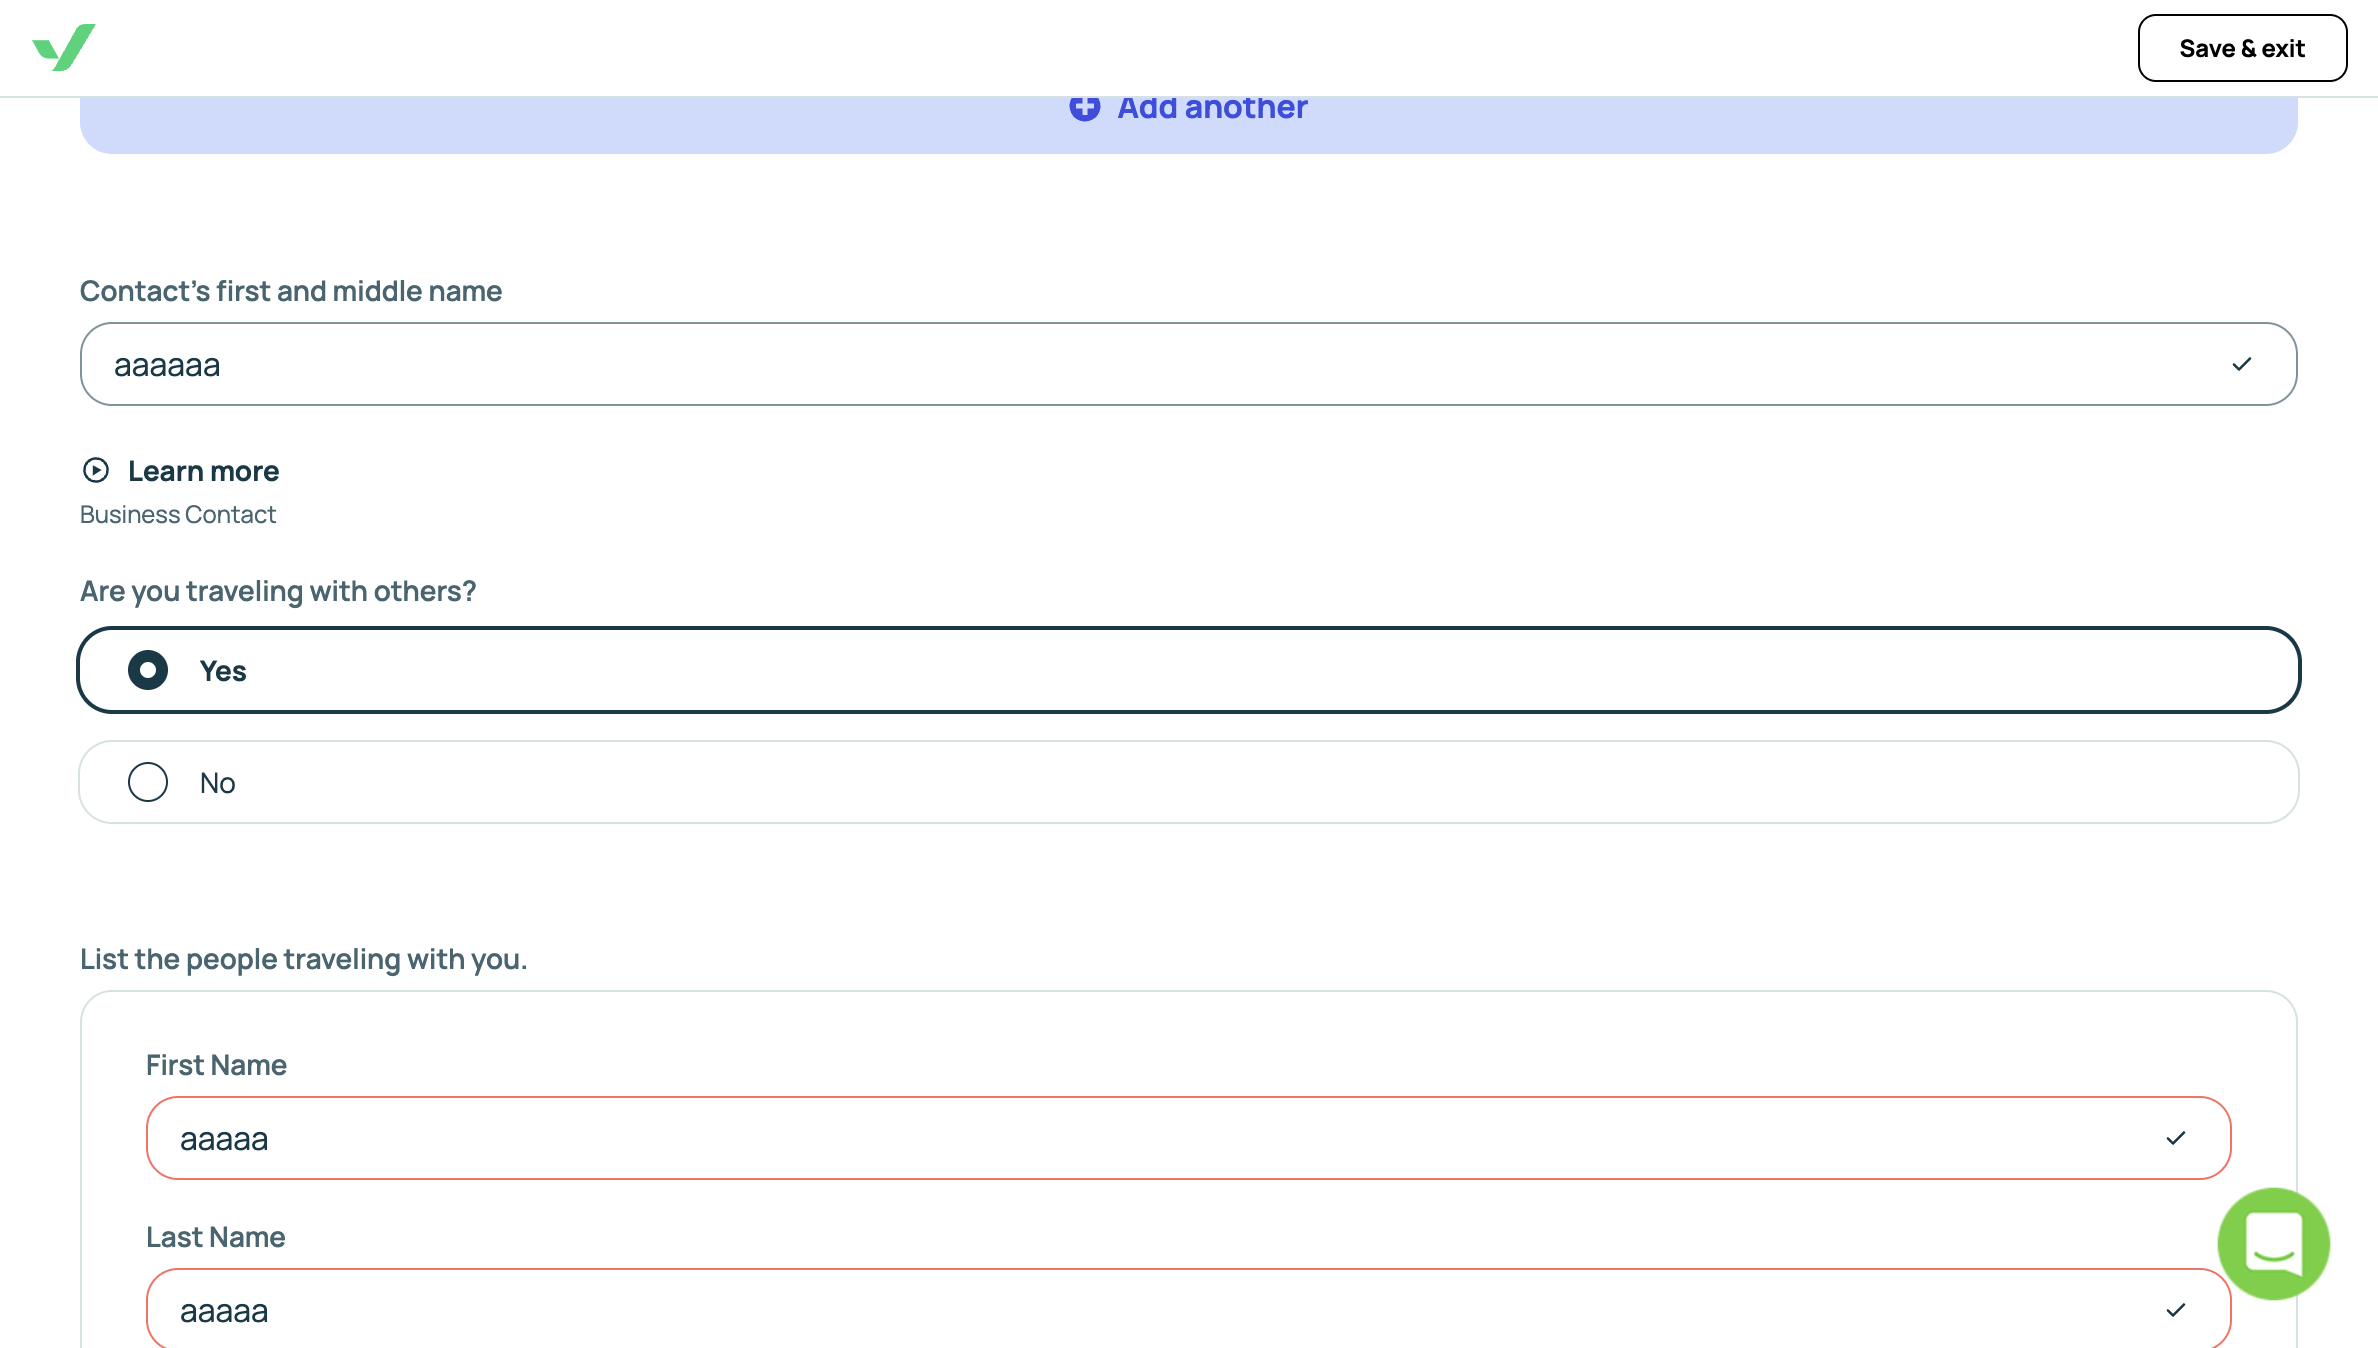 Save & exit
Add another
Contact's first and middle name
aaaaaa
Learn more
Business Contact
Are you traveling with others?
Yes
No
List the people traveling with you.
First Name
aaaaa
Last Name
aaaaa